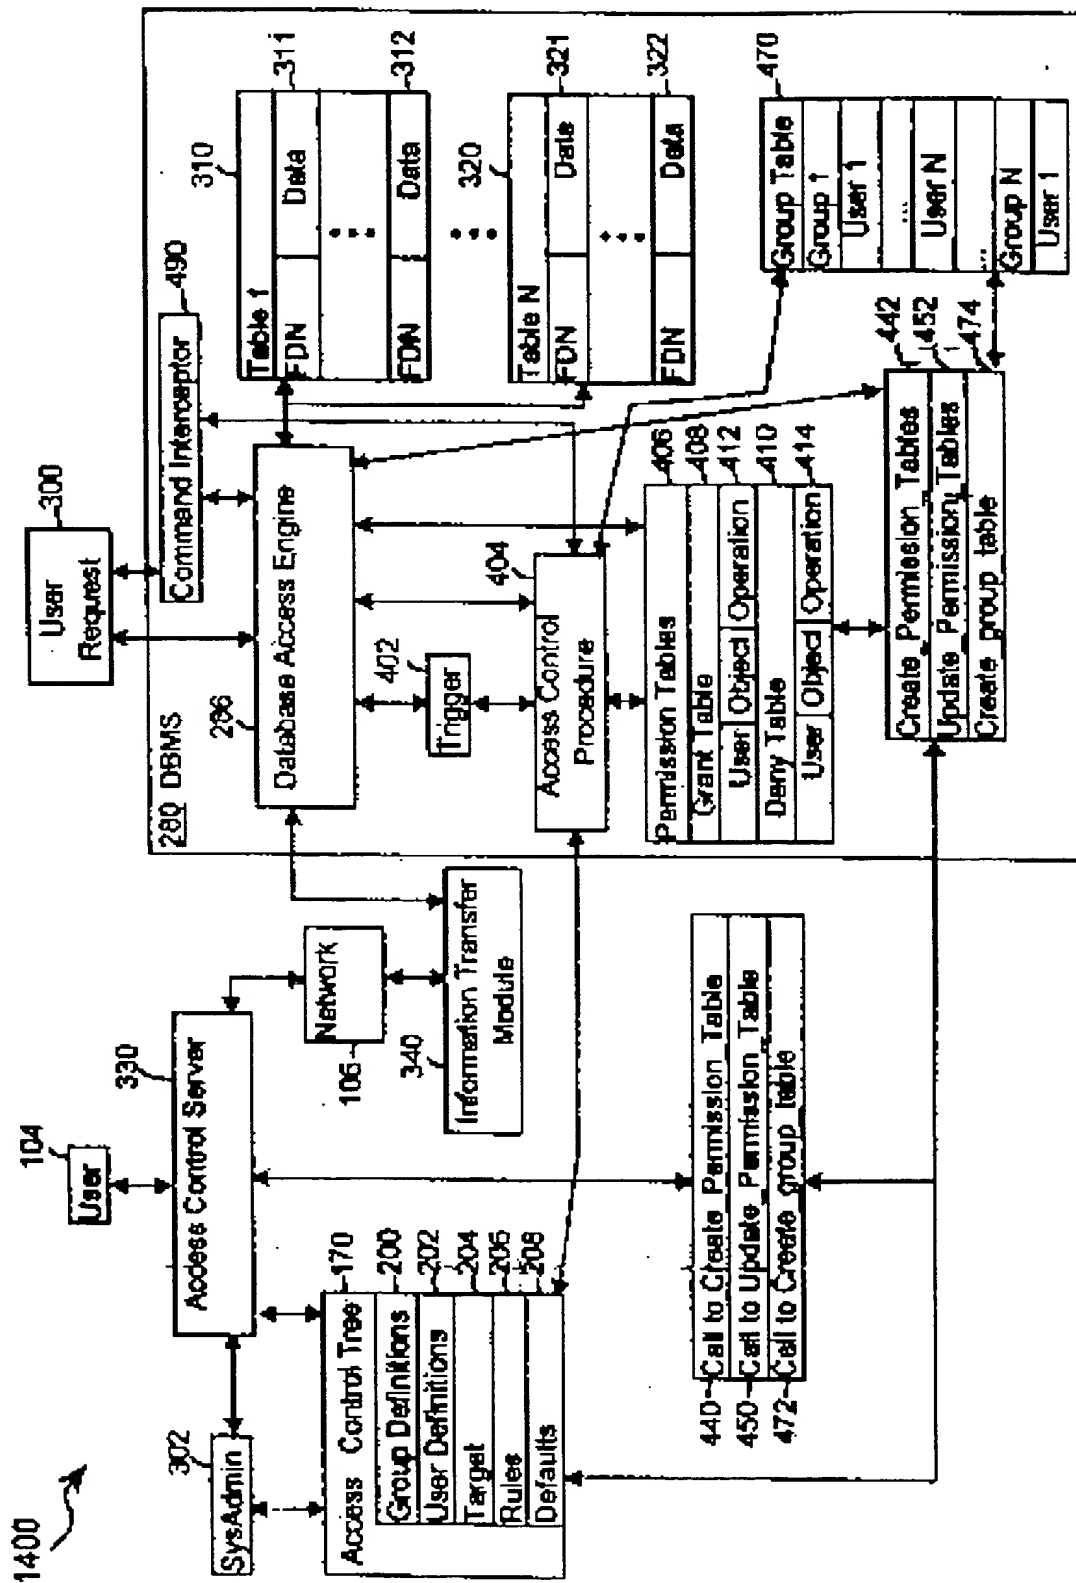 1400
SysAdmin
302
User
104
Access Control Server
330
Access Control Tree
170
Group Definitions
200
User Definitions
202
Target
204
Rules
206
Defaults
208
Network
106
Information Transfer
Module
340
440
Call to Create Permission Table
450
Call to Update Permission Table
472
Call to Create group table
280 DBMS
User
Request
300
Command Interceptor
490
Database Access Engine
286
Trigger
402
Access Control
Procedure
404
Permission Tables
406
Grant Table
408
User Object Operation
412
Deny Table
410
User Object Operation
414
Create Permission Tables
442
Update Permission Tables
452
Create group table
474
310
Table 1
FDN Data
311
...
FDN Data
312
...
320
Table N
FDN Data
321
...
FDN Data
322
Group Table
470
Group 1
User 1
...
User N
...
Group N
User 1